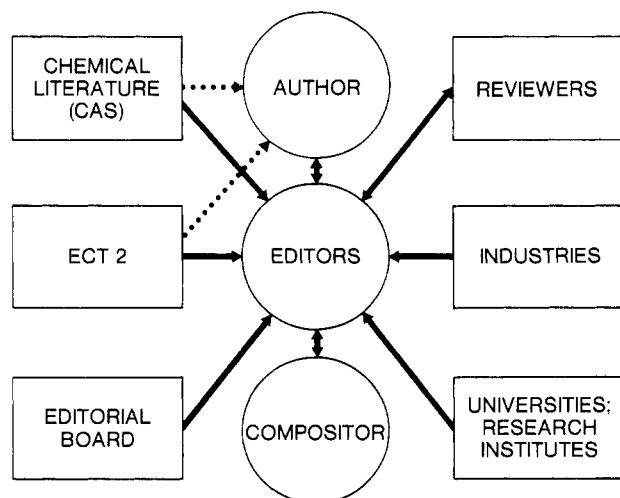 CHEMICAL
LITERATURE
(CAS)
AUTHOR
REVIEWERS
ECT 2
EDITORS
INDUSTRIES
EDITORIAL
BOARD
COMPOSITOR
UNIVERSITIES;
RESEARCH
INSTITUTES